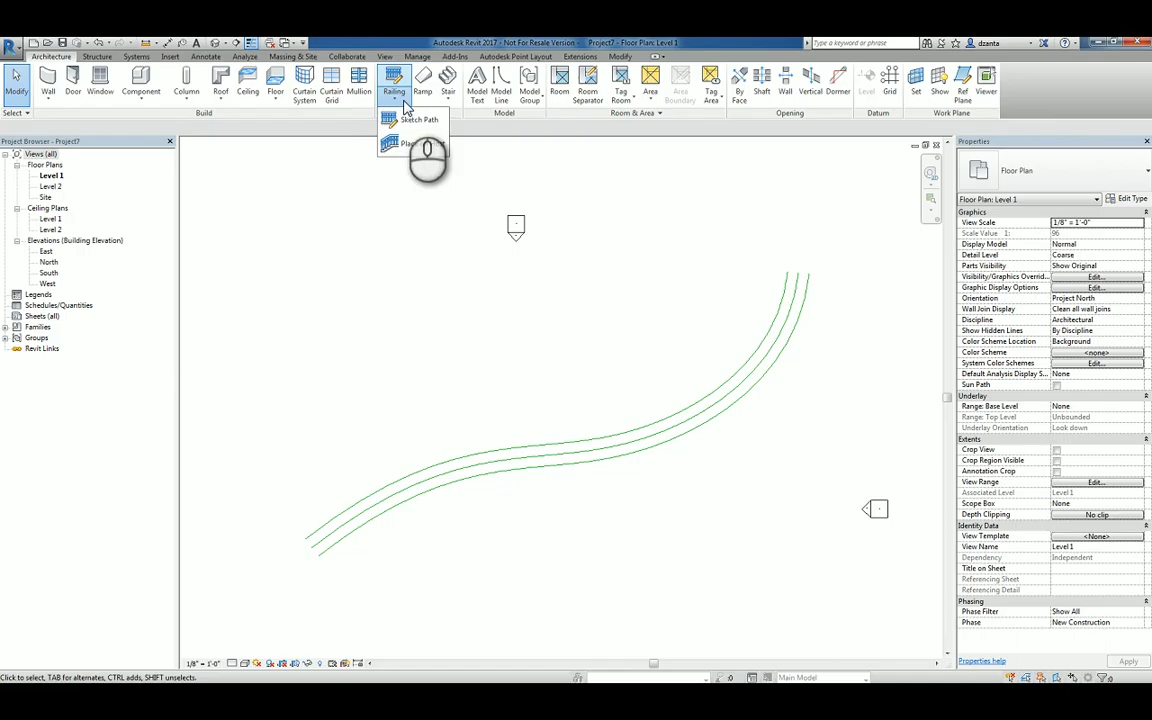 Autodesk Revit 2017 - Not For Resale Version - Project7 - Floor Plan: Level 1
Type a keyword or phrase
dzanta
Architecture Structure Systems Insert Annotate Analyze Massing & Site Collaborate View Manage Add-Ins Autodesk Point Layout Extensions Modify
Modify Wall Door Window Component Column Roof Ceiling Floor Curtain System Curtain Grid Mullion Railing Ramp Stair Model Text Model Line Model Group Room Room Separator Tag Room Area Area Boundary Tag Area By Face Shaft Wall Vertical Dormer Level Grid Set Show Ref Plane Viewer
Select Build Model Room & Area Opening Datum Work Plane
Sketch Path
Project Browser - Project7
Views (all)
Floor Plans
Level 1
Level 2
Site
Ceiling Plans
Level 1
Level 2
Elevations (Building Elevation)
East
North
South
West
Legends
Schedules/Quantities
Sheets (all)
Families
Groups
Revit Links
Properties
Floor Plan
Floor Plan: Level 1 Edit Type
Graphics
View Scale 1/8" = 1'-0"
Scale Value 1: 96
Display Model Normal
Detail Level Coarse
Parts Visibility Show Original
Visibility/Graphics Overrid... Edit...
Graphic Display Options Edit...
Orientation Project North
Wall Join Display Clean all wall joins
Discipline Architectural
Show Hidden Lines By Discipline
Color Scheme Location Background
Color Scheme <none>
System Color Schemes Edit...
Default Analysis Display S... None
Sun Path
Underlay
Range: Base Level None
Range: Top Level Unbounded
Underlay Orientation Look down
Extents
Crop View
Crop Region Visible
Annotation Crop
View Range Edit...
Associated Level Level 1
Scope Box None
Depth Clipping No clip
Identity Data
View Template <None>
View Name Level 1
Dependency Independent
Title on Sheet
Referencing Sheet
Referencing Detail
Phasing
Phase Filter Show All
Phase New Construction
Properties help Apply
1/8" = 1'-0"
Click to select, TAB for alternates, CTRL adds, SHIFT unselects.
:0 Main Model :0